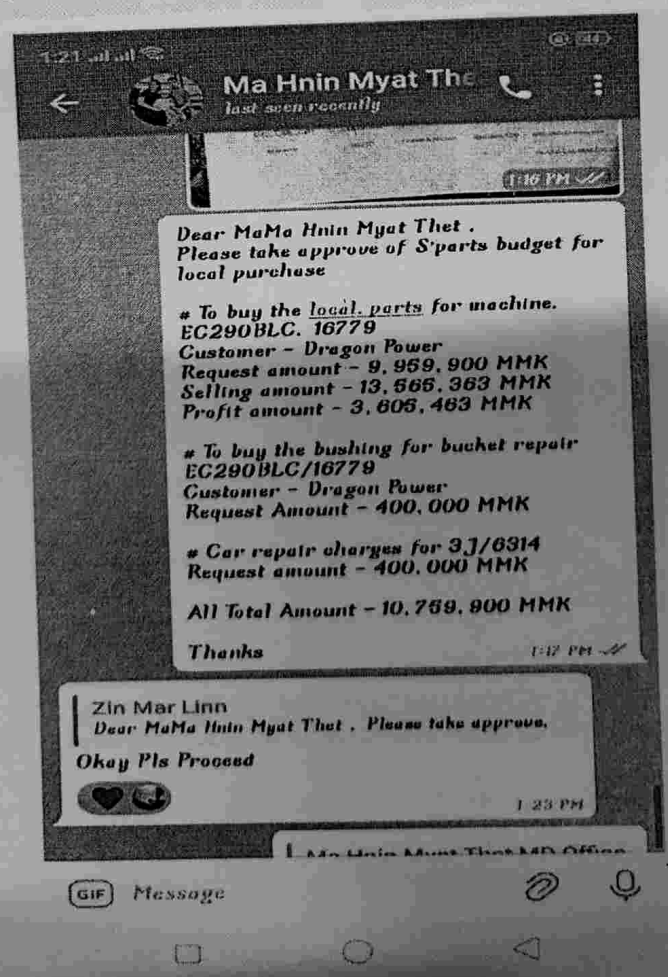 1:21
Ma Hnin Myat The
last seen recently
1:16 PM
Dear MaMa Hnin Myat Thet .
Please take approve of S'parts budget for
local purchase
# To buy the local. parts for machine.
EC290BLC. 16779
Customer - Dragon Power
Request amount - 9,959,900 MMK
Selling amount - 13,565,363 MMK
Profit amount - 3,605,463 MMK
# To buy the bushing for bucket repair
EC290BLC/16779
Customer - Dragon Power
Request Amount - 400,000 MMK
# Car repair charges for 3J/6314
Request amount - 400,000 MMK
All Total Amount - 10,759,900 MMK
Thanks
1:17 PM
Zin Mar Linn
Dear MaMa Hnin Myat Thet . Please take approve.
Okay Pls Proceed
1:23 PM
Ma Hnin Myat Thet MD Office
GIF Message